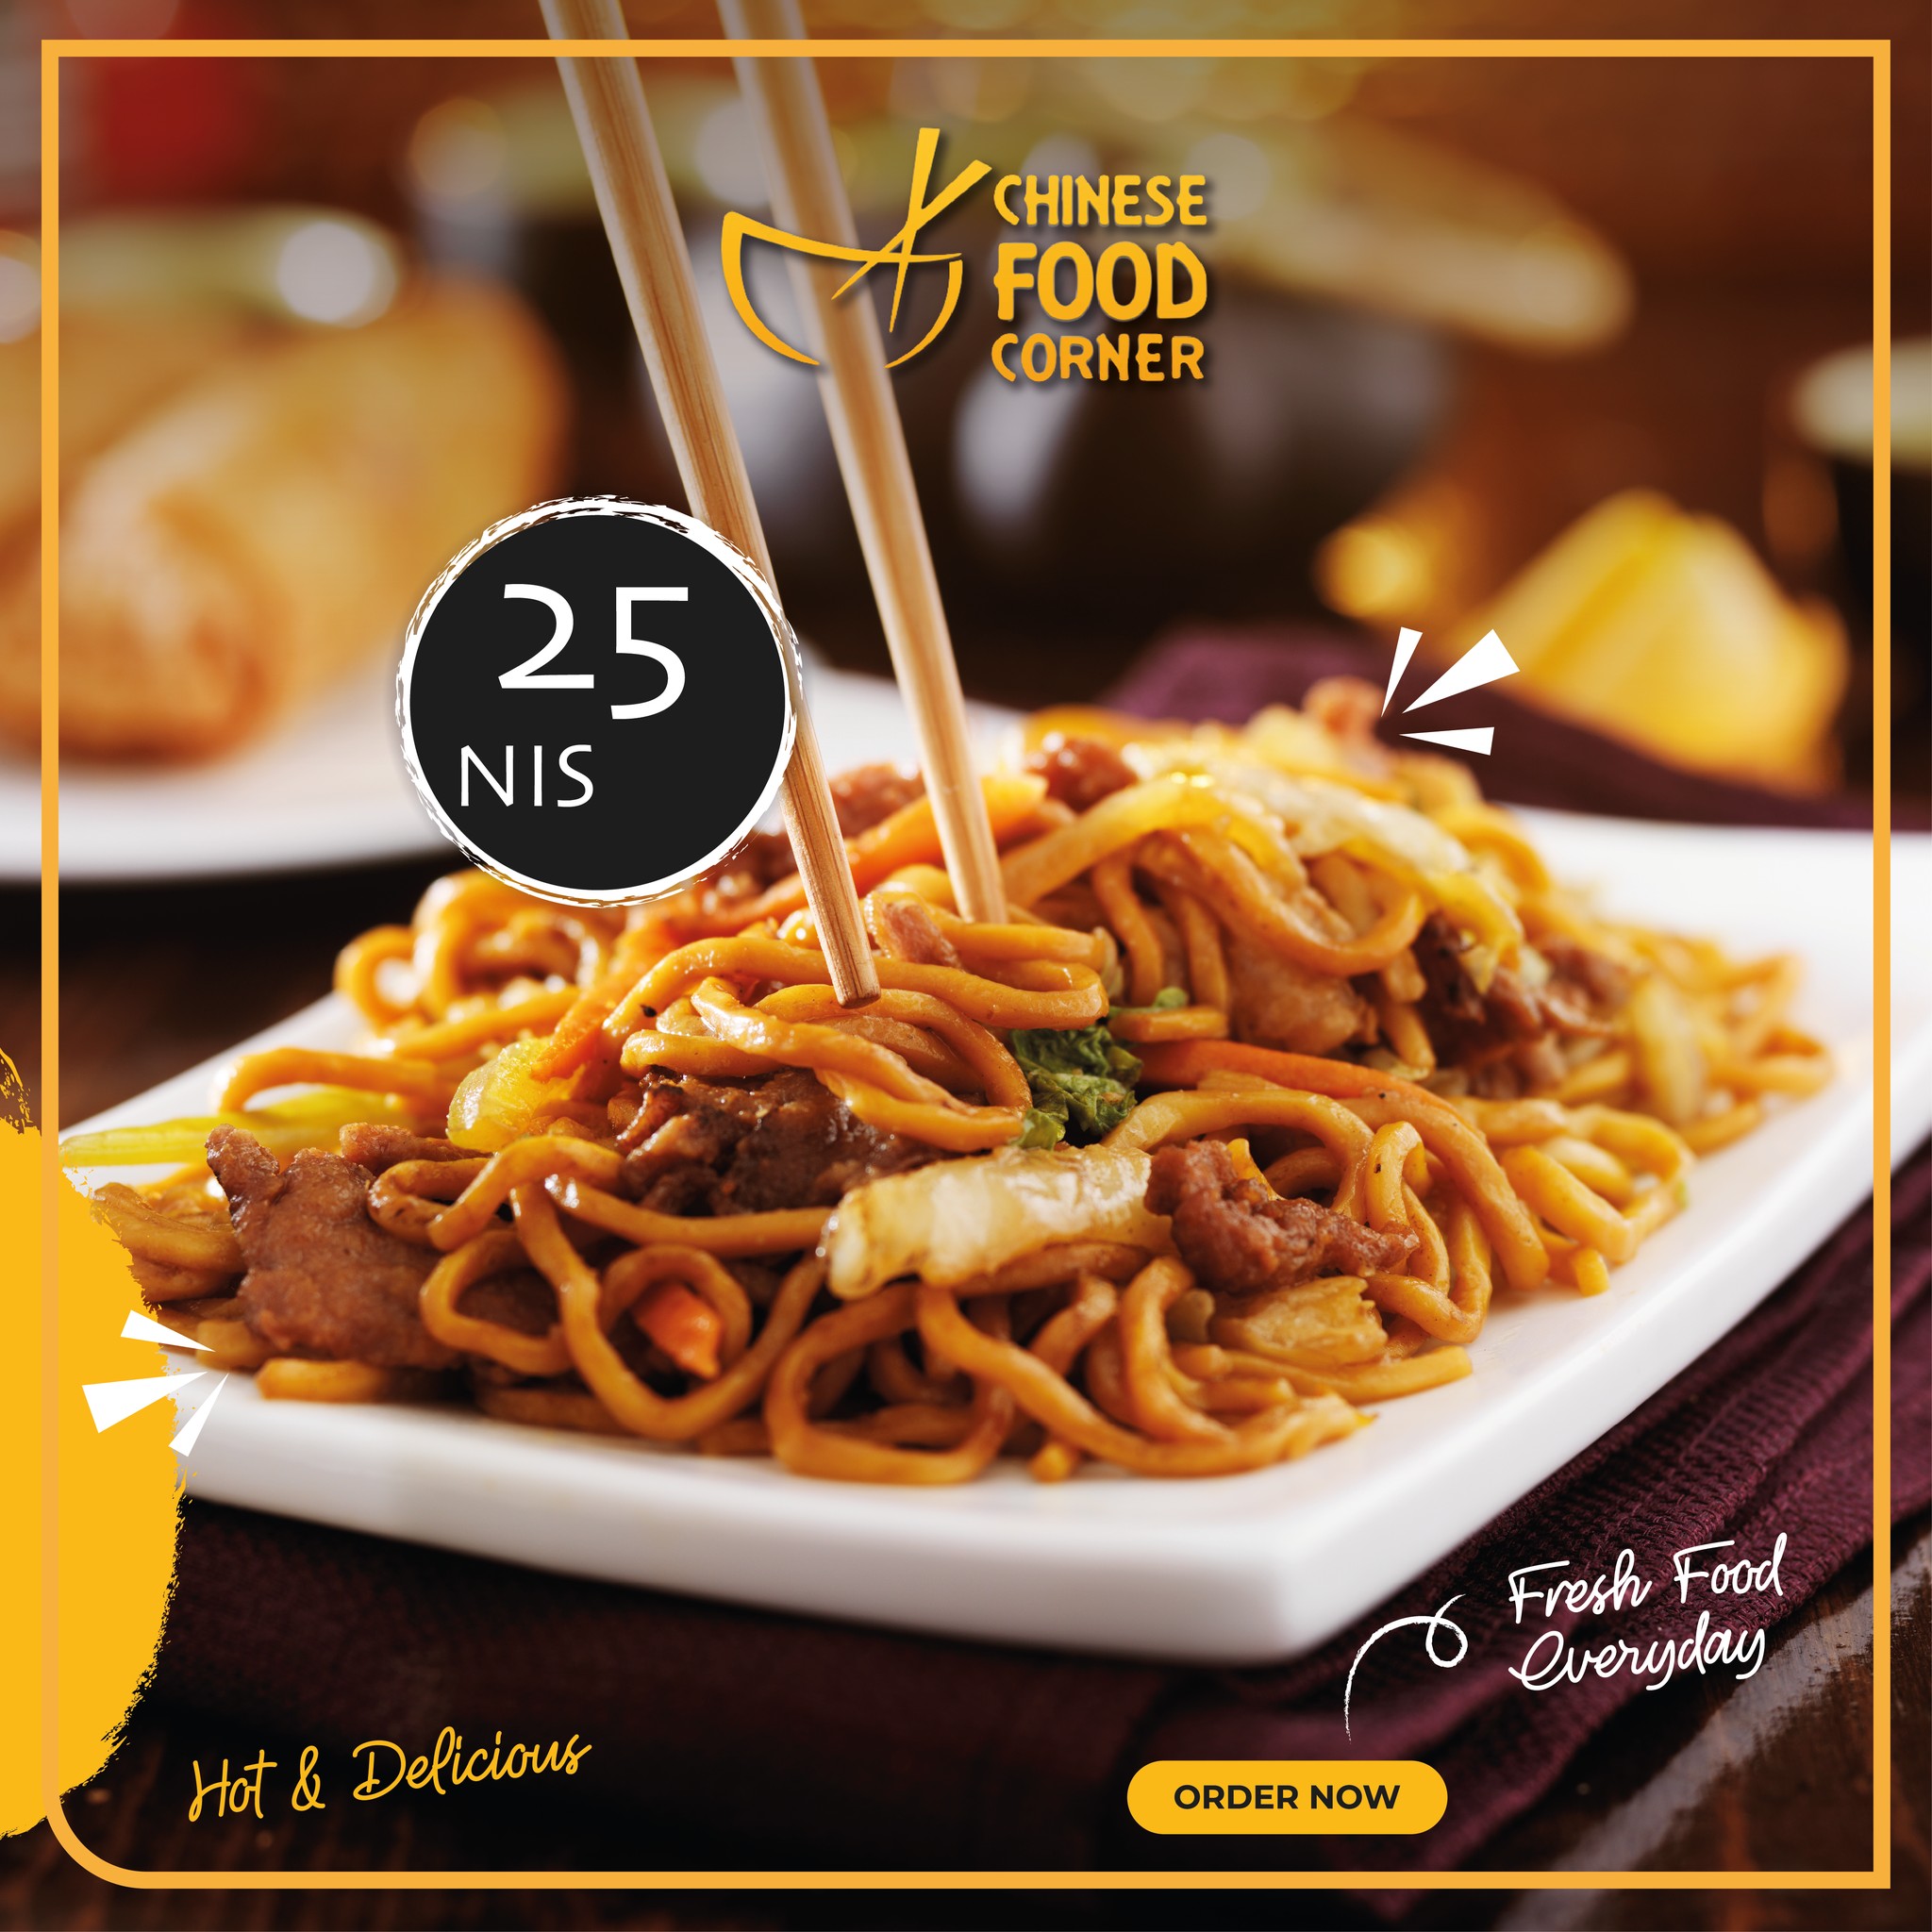 CHINESE
FOOD
CORNER
25
NIS
Fresh Food
Everyday
Hot & Delicious
ORDER NOW